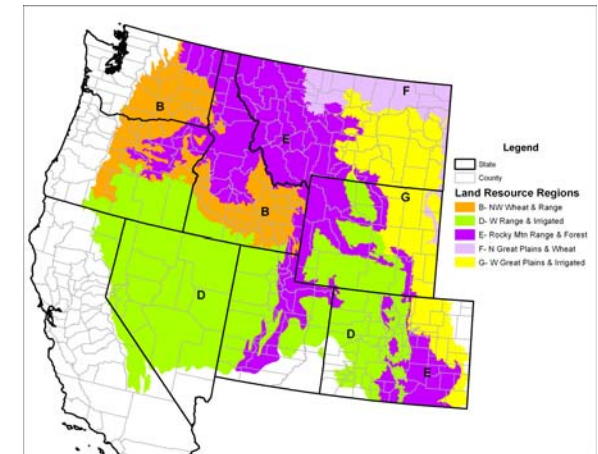 F
B
E
Legend
State
County
G
Land Resource Regions
B- NW Wheat & Range
B
D- W Range & Irrigated
E- Rocky Mtn Range & Forest
F- N Great Plains & Wheat
G- W Great Plains & Irrigated
D
D
E